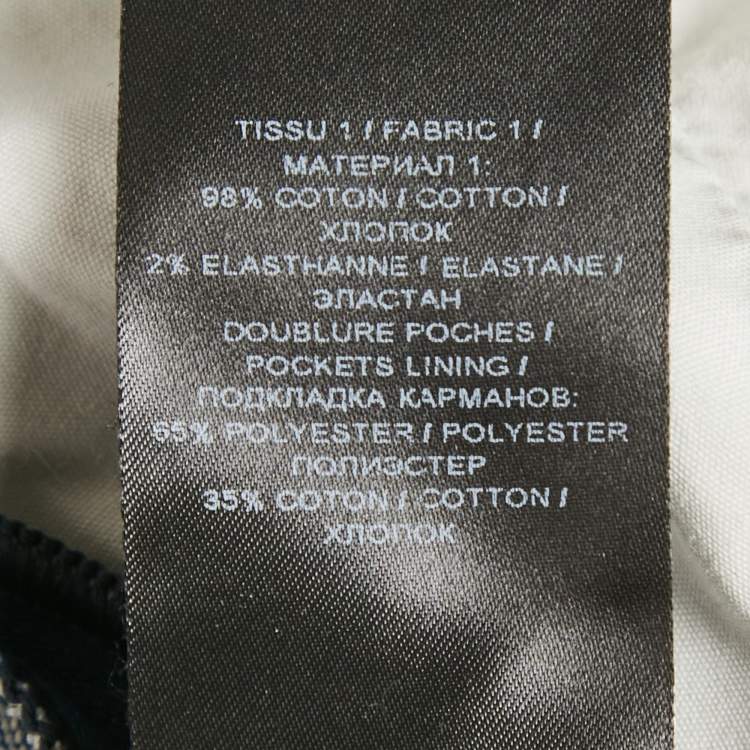 TISSU 1 / FABRIC 1 /
МАТЕРИАЛ 1:
98% COTON / COTTON /
ХЛОПОК
2% ELASTHANNE / ELASTANE /
ЭЛАСТАН
DOUBLURE POCHES /
POCKETS LINING /
ПОДКЛАДКА КАРМАНОВ:
65% POLYESTER / POLYESTER
ПОЛИЭСТЕР
35% COTON / COTTON /
ХЛОПОК